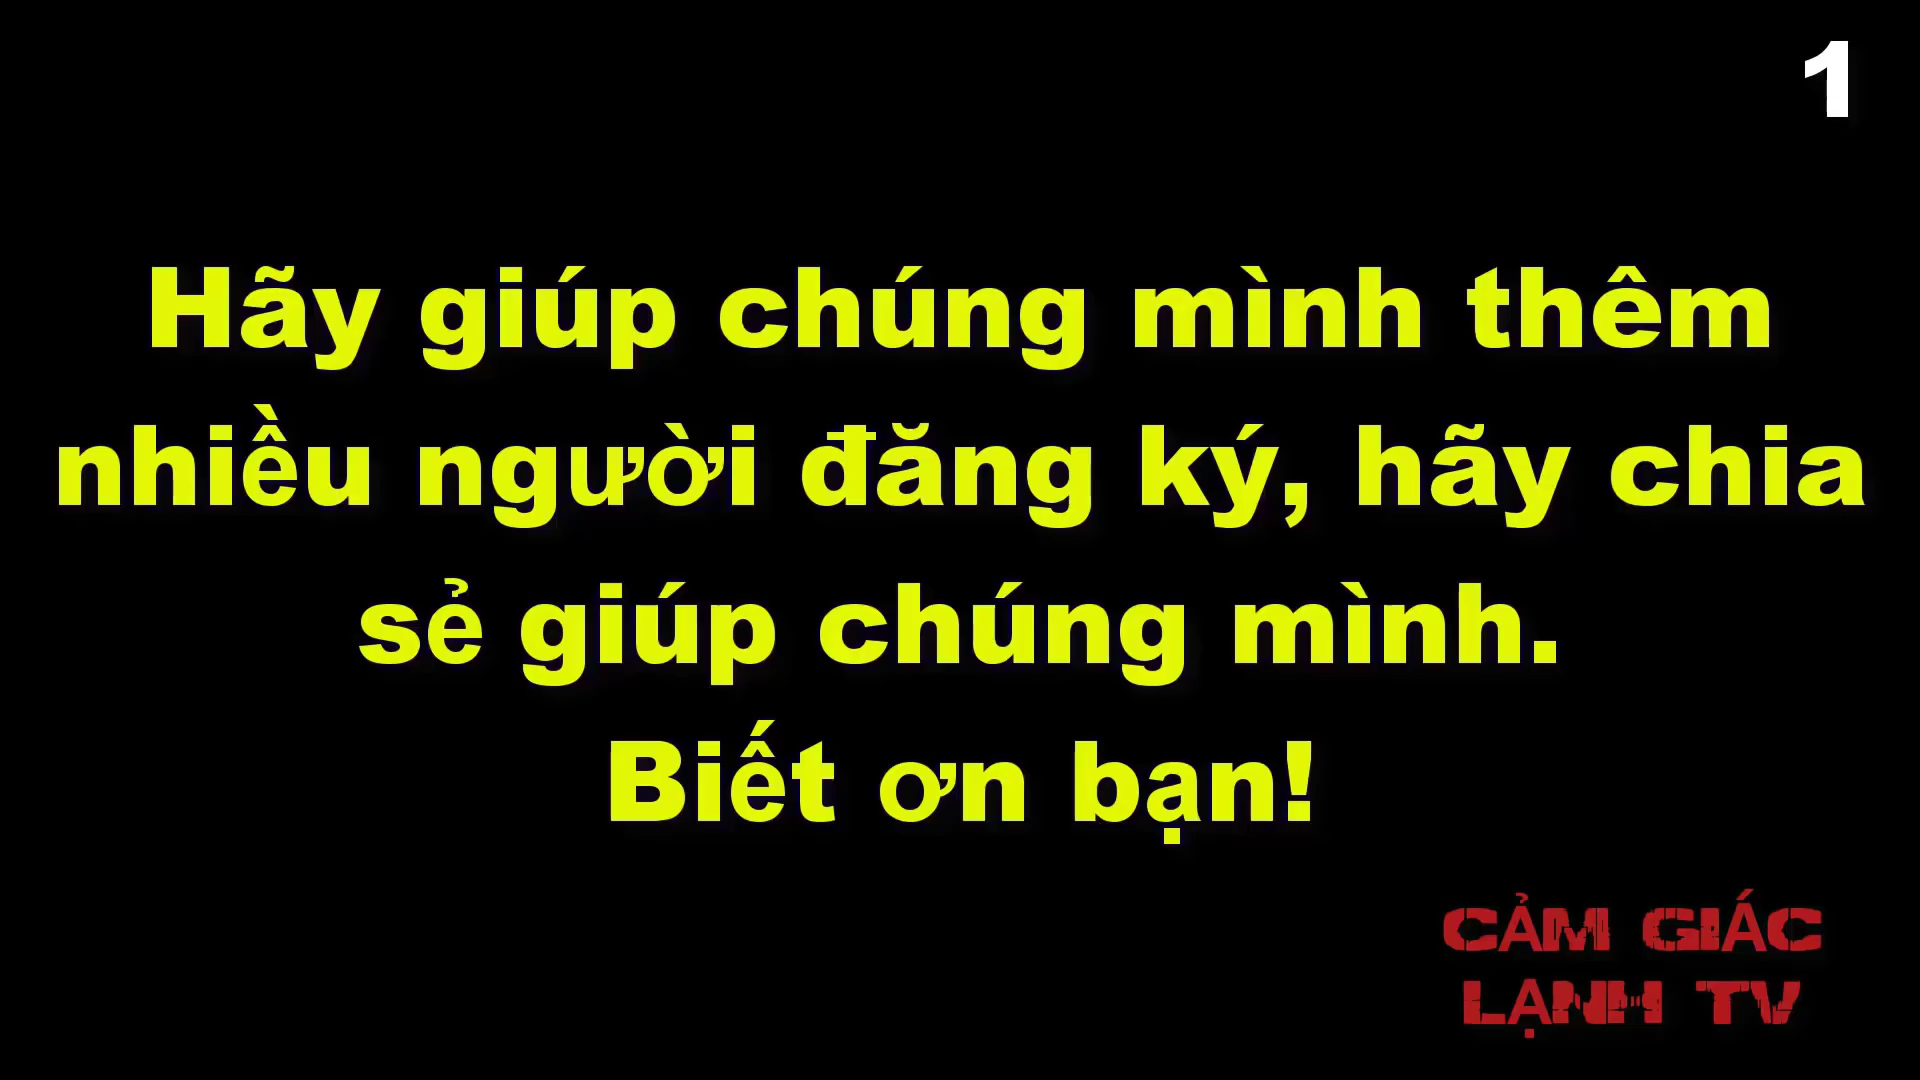 1
Hãy giúp chúng mình thêm
nhiều người đăng ký, hãy chia
sẻ giúp chúng mình.
Biết ơn bạn!
CẢM GIÁC
LẠNH TV